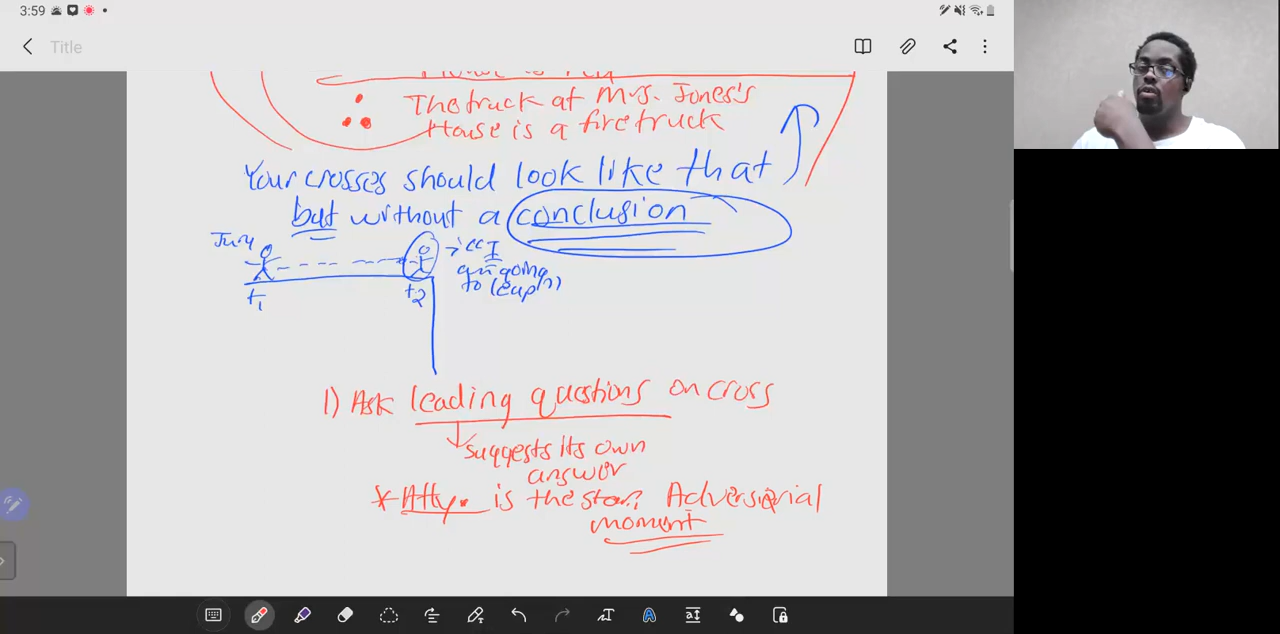 3:59
Title
The truck at Mrs. Jones's
House is a firetruck
Your crosses should look like that
but without a conclusion
Jury
"I
am going
to leap")
t1
t2
1) Ask leading questions on cross
suggests its own
answer
* Atty. is the star. Adversarial
moment